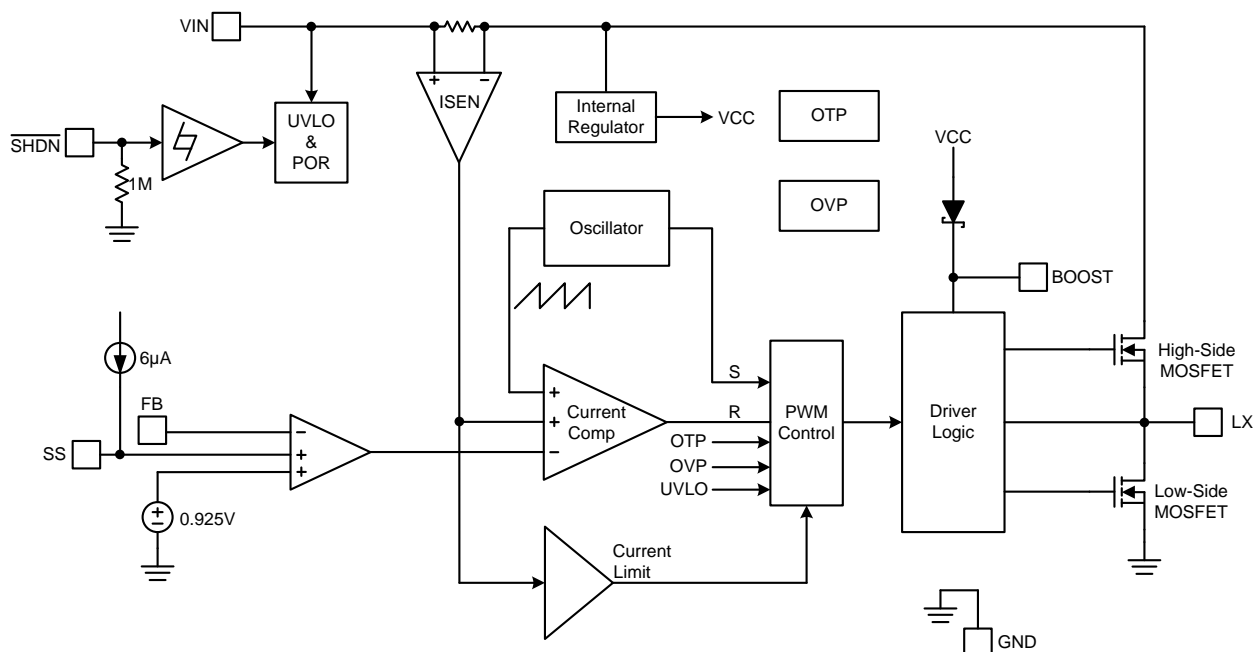 VIN
+ −
ISEN
SHDN
1M
UVLO
&
POR
Internal
Regulator
VCC
OTP
OVP
VCC
Oscillator
BOOST
6µA
FB
SS
−
+
+
+
−
0.925V
+
+
−
Current
Comp
S
R
OTP
OVP
UVLO
PWM
Control
Driver
Logic
High-Side
MOSFET
LX
Low-Side
MOSFET
Current
Limit
GND